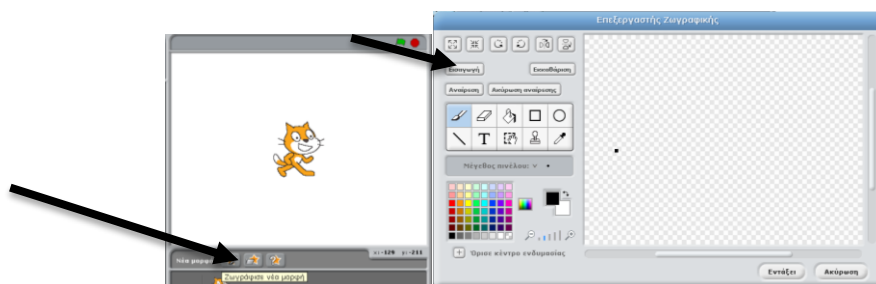 Επεξεργαστής Ζωγραφικής
Εισαγωγή
Εκκαθάριση
Αναίρεση
Ακύρωση αναίρεσης
T
Μέγεθος πινέλου:
Όρισε κέντρο ενδυμασίας
Εντάξει
Ακύρωση
x: -129 y: -211
Νέα μορφή
Ζωγράφισε νέα μορφή